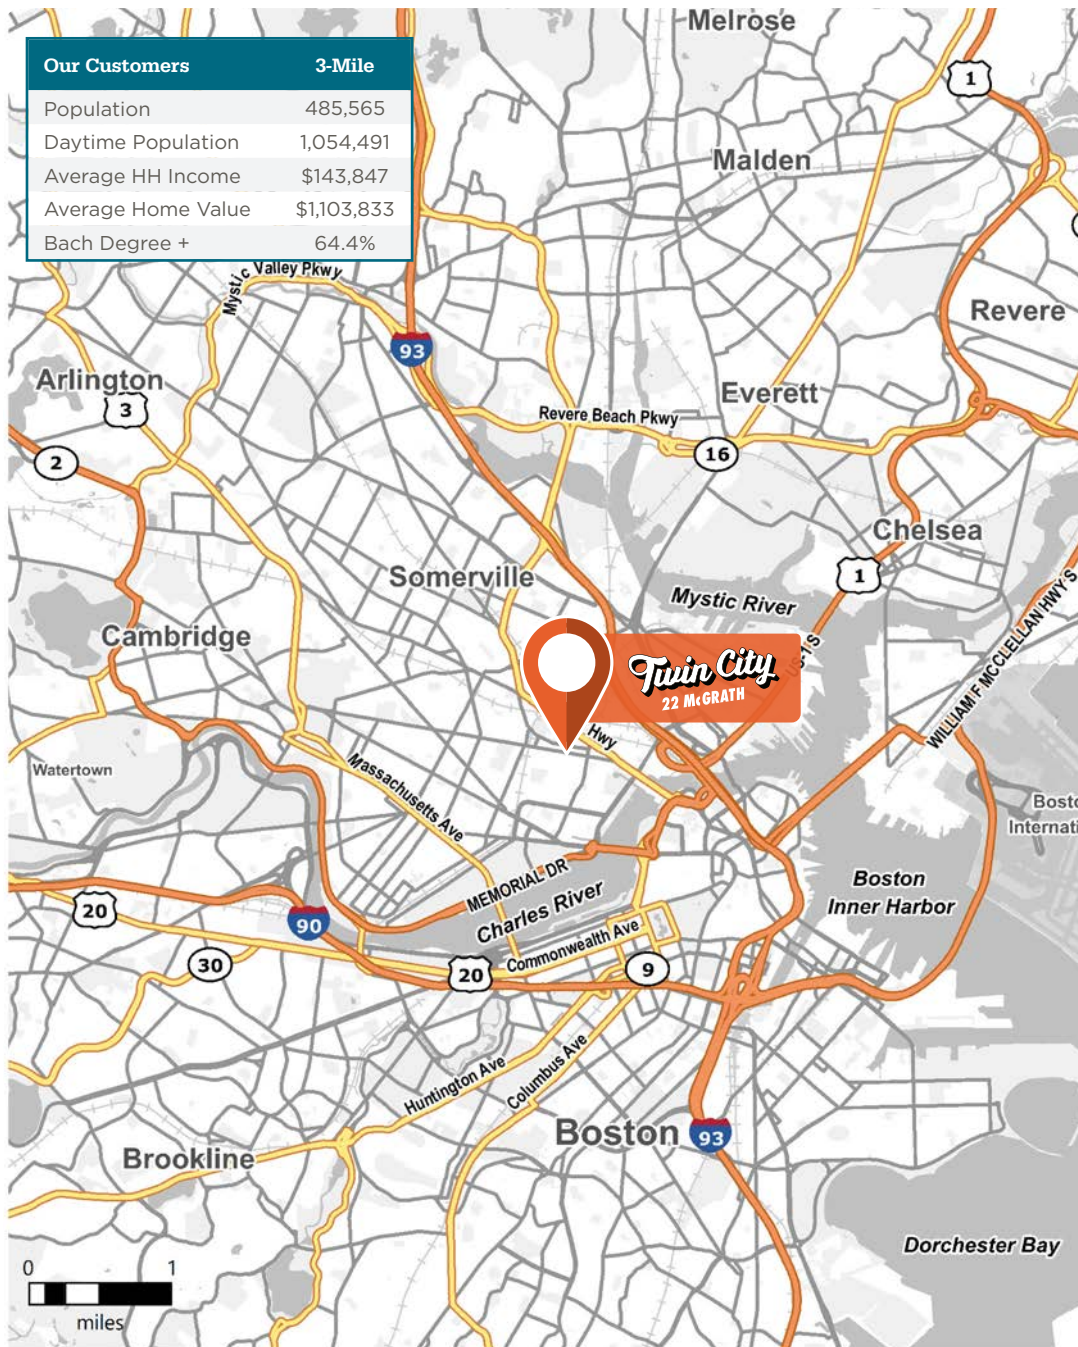 Melrose
Our Customers 3-Mile
Population 485,565
Daytime Population 1,054,491
Average HH Income $143,847
Average Home Value $1,103,833
Bach Degree + 64.4%
1
Malden
Mystic Valley Pkwy
Revere
93
Arlington
3
Everett
Revere Beach Pkwy
2
16
Chelsea
Somerville
1
Mystic River
Cambridge
US-1 S
WILLIAM F MCCLELLAN HWY S
Twin City
22 McGRATH
Hwy
Watertown
Massachusetts Ave
MEMORIAL DR
Charles River
Boston
Inner Harbor
20
90
Commonwealth Ave
30
20
9
Huntington Ave
Columbus Ave
Boston
93
Brookline
Dorchester Bay
0 1
miles